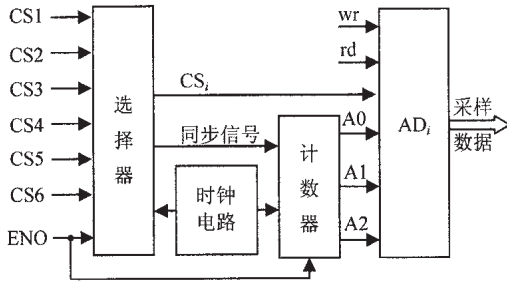 CS1
CS2
CS3
CS4
CS5
CS6
ENO
选择器
CSi
同步信号
时钟电路
计数器
wr
rd
A0
A1
A2
ADi
采样
数据